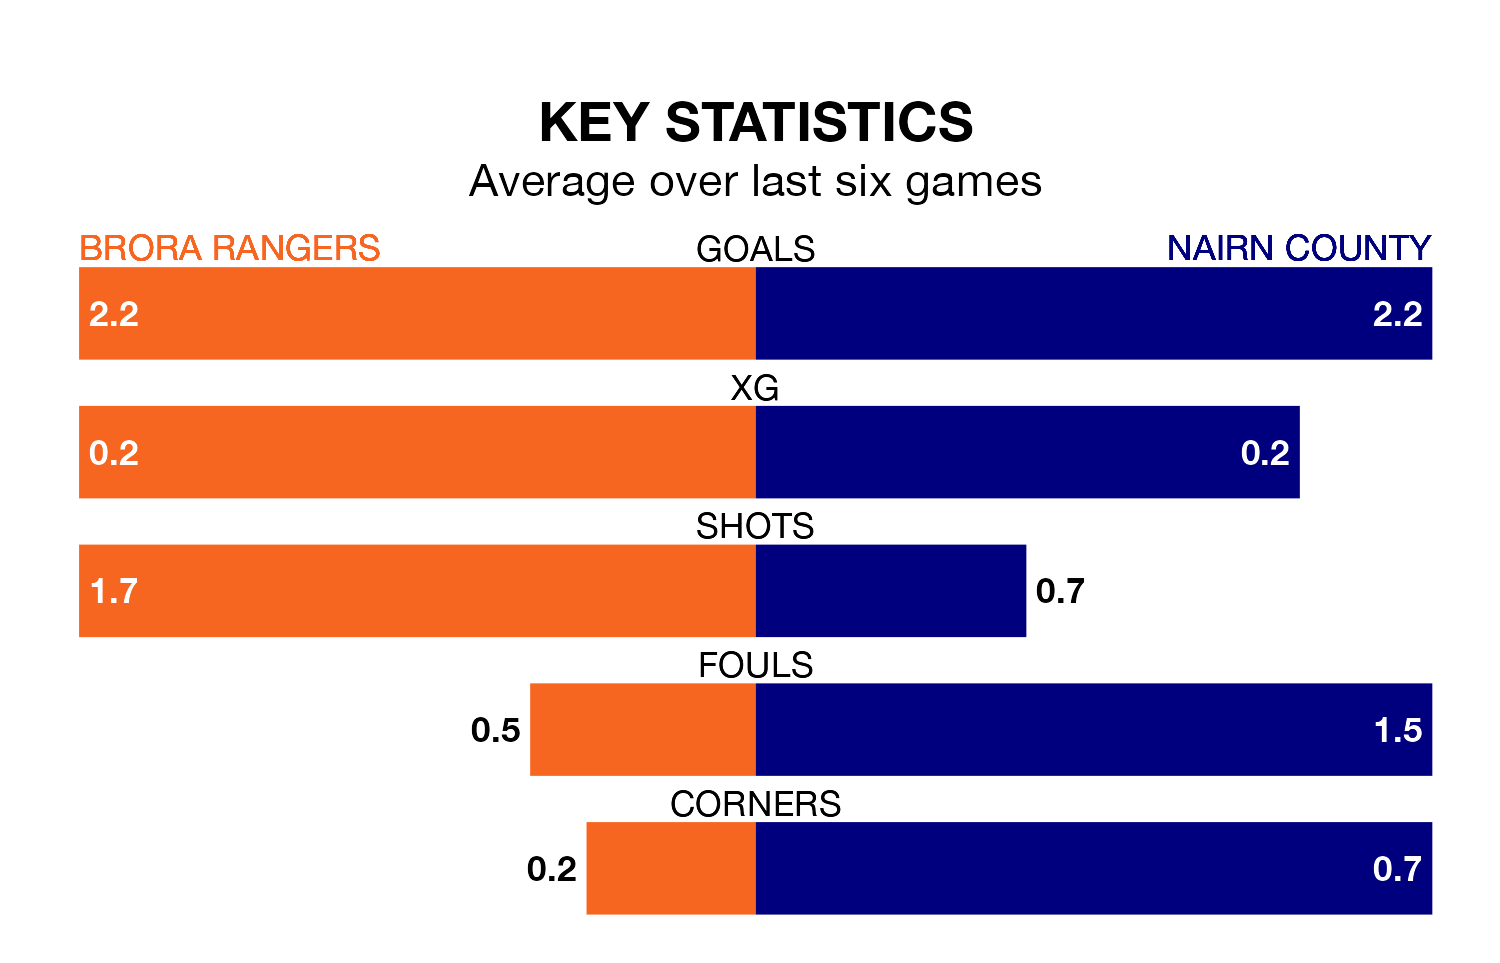 KEY STATISTICS
Average over last six games
BRORA RANGERS GOALS NAIRN COUNTY
2.2 2.2
XG
0.2 0.2
SHOTS
1.7 0.7
FOULS
0.5 1.5
CORNERS
0.2 0.7